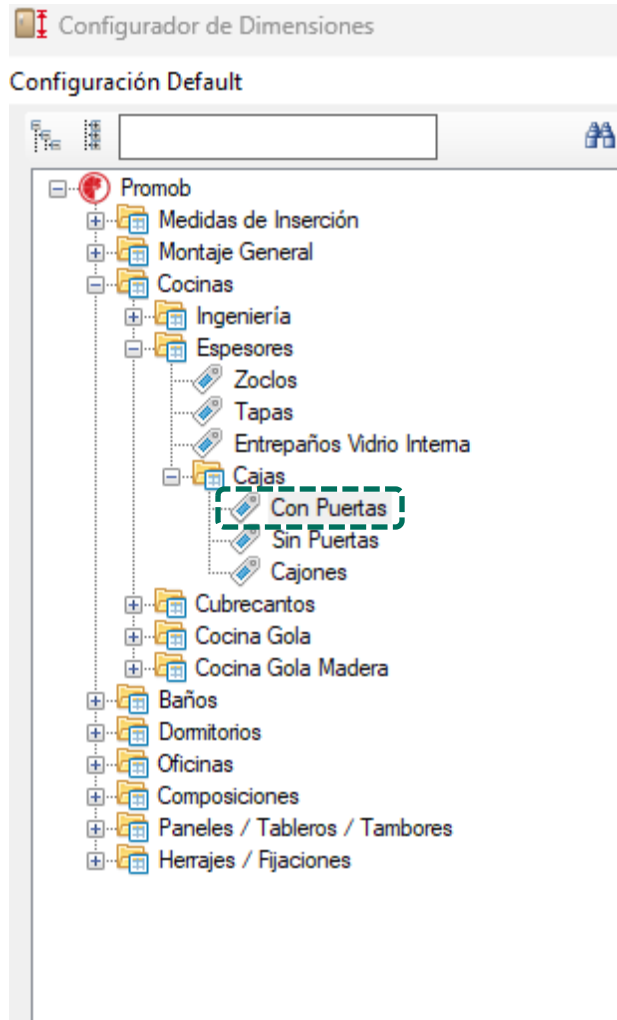 Configurador de Dimensiones
Configuración Default
Promob
Medidas de Inserción
Montaje General
Cocinas
Ingeniería
Espesores
Zoclos
Tapas
Entrepaños Vidrio Interna
Cajas
Con Puertas
Sin Puertas
Cajones
Cubrecantos
Cocina Gola
Cocina Gola Madera
Baños
Dormitorios
Oficinas
Composiciones
Paneles / Tableros / Tambores
Herrajes / Fijaciones